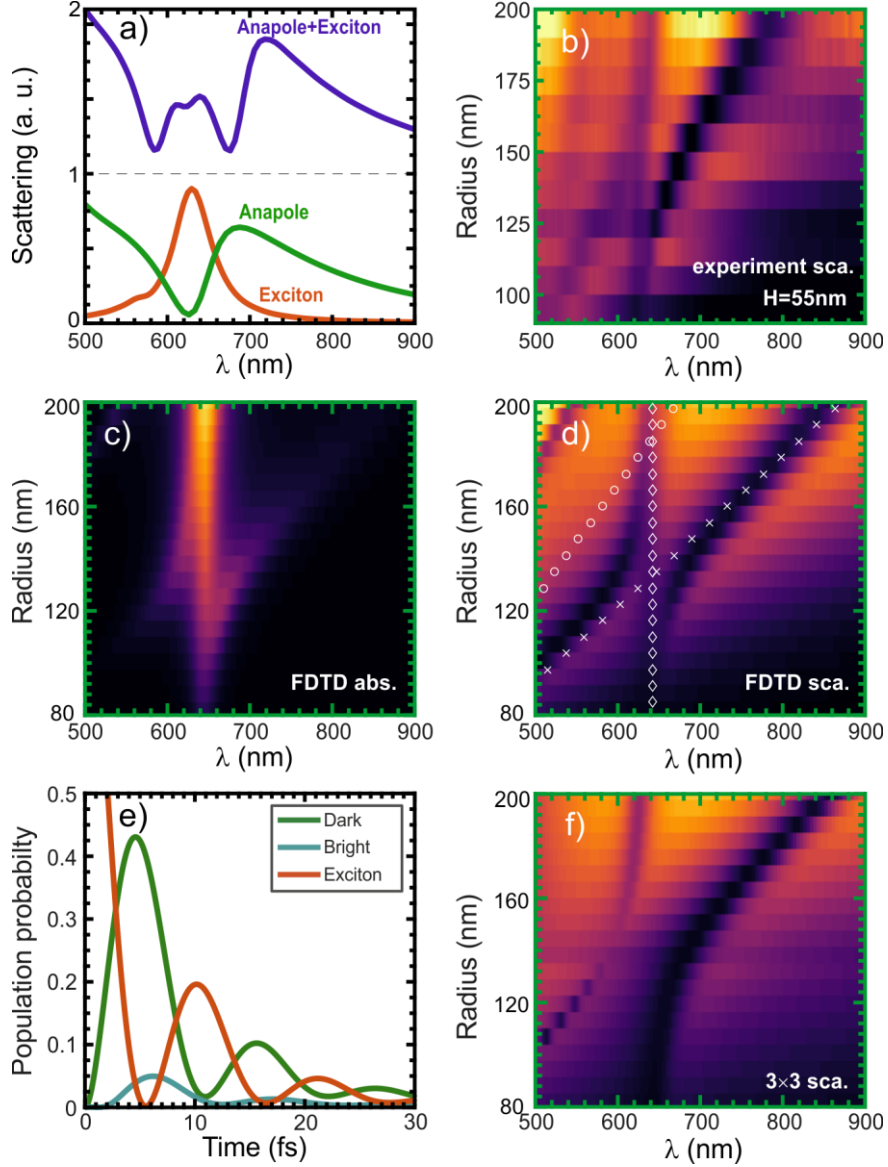 a)
Anapole+Exciton
Anapole
Exciton
2
1
0
Scattering (a. u.)
500 600 700 800 900
λ (nm)
b)
experiment sca.
H=55nm
200
175
150
125
100
Radius (nm)
500 600 700 800 900
λ (nm)
c)
FDTD abs.
200
160
120
80
Radius (nm)
500 600 700 800 900
λ (nm)
d)
FDTD sca.
200
160
120
80
Radius (nm)
500 600 700 800 900
λ (nm)
e)
Dark
Bright
Exciton
0.5
0.4
0.3
0.2
0.1
0
Population probabilty
0 10 20 30
Time (fs)
f)
3×3 sca.
200
160
120
80
Radius (nm)
500 600 700 800 900
λ (nm)